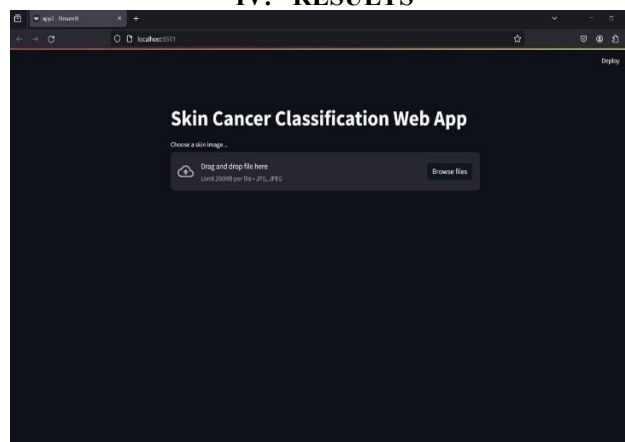 IV. RESULTS
app2 · Streamlit
localhost:8501
Deploy
Skin Cancer Classification Web App
Choose a skin image...
Drag and drop file here
Limit 200MB per file • JPG, JPEG
Browse files